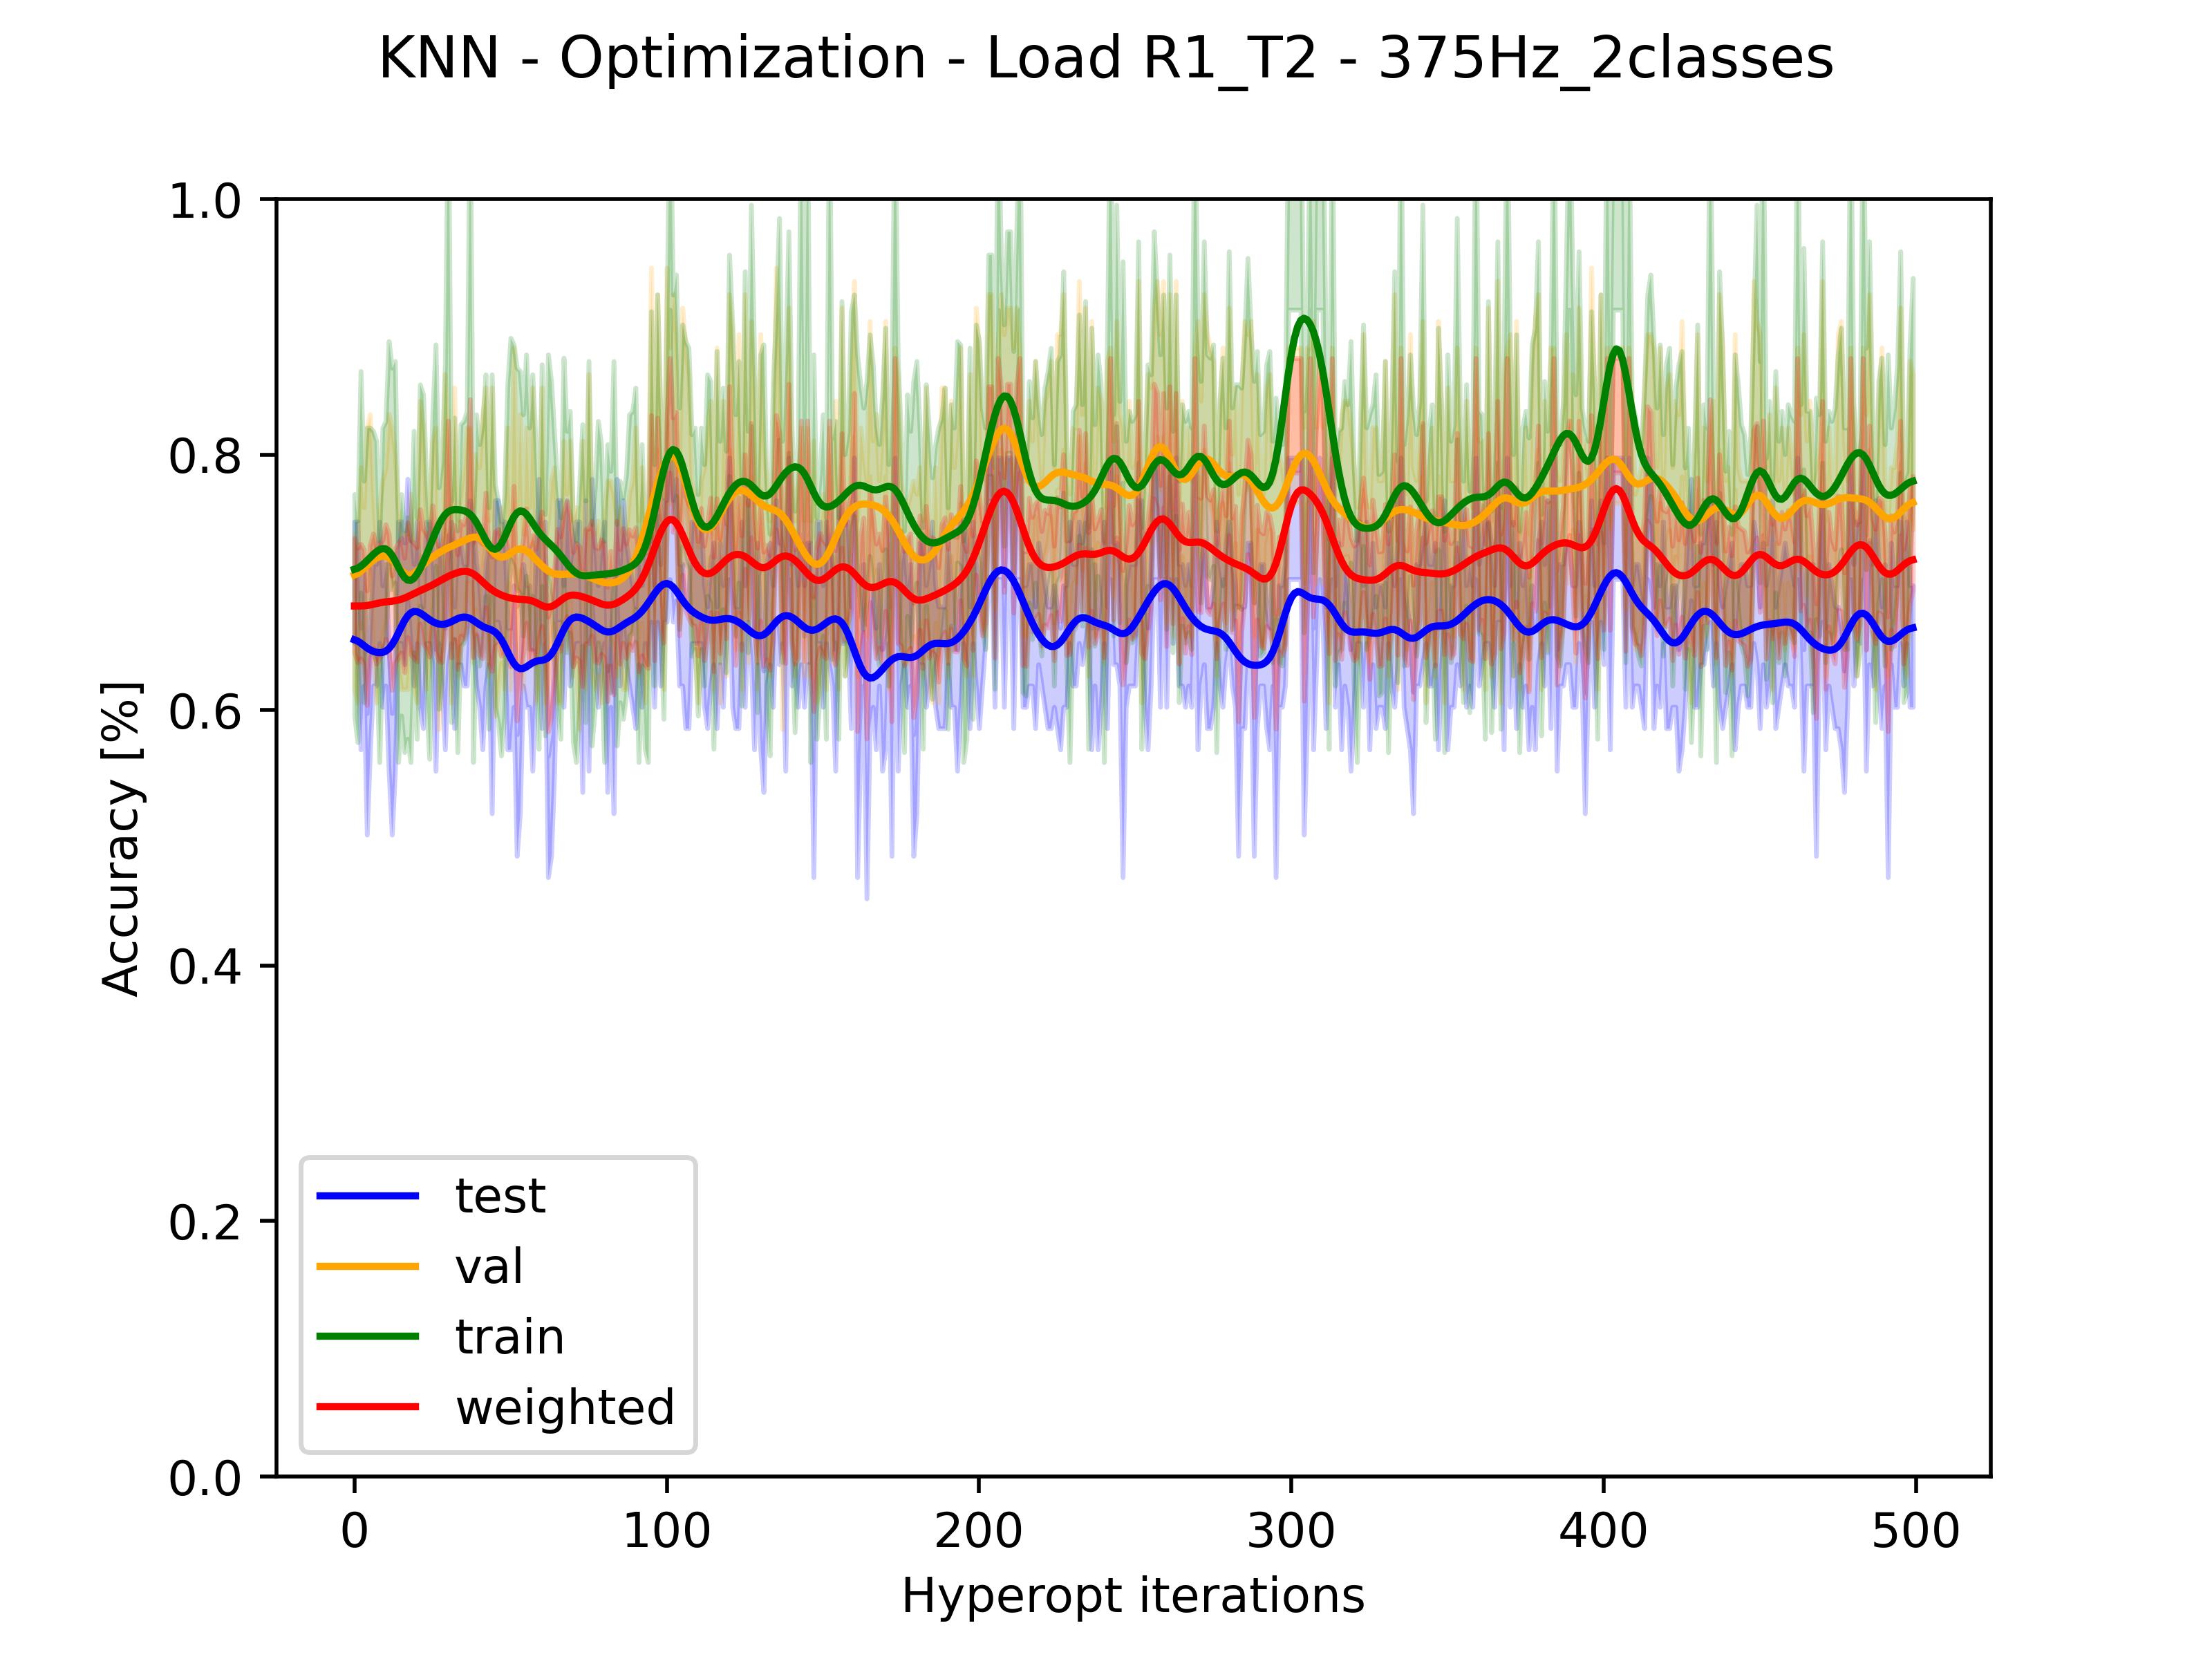 KNN - Optimization - Load R1_T2 - 375Hz_2classes
1.0
0.8
0.6
0.4
0.2
0.0
Accuracy [%]
test
val
train
weighted
0 100 200 300 400 500
Hyperopt iterations